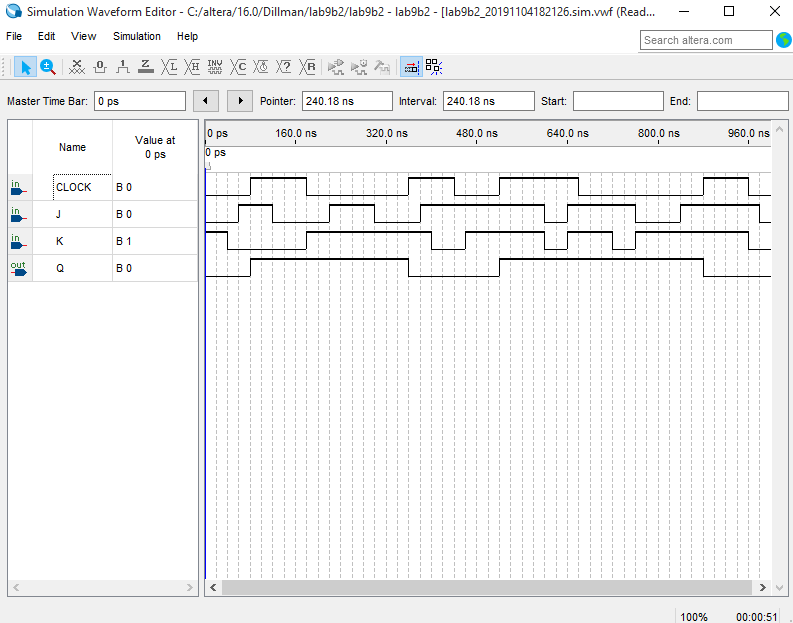 Simulation Waveform Editor - C:/altera/16.0/Dillman/lab9b2/lab9b2 - lab9b2 - [lab9b2_20191104182126.sim.vwf (Read...
File Edit View Simulation Help
Search altera.com
Master Time Bar: 0 ps Pointer: 240.18 ns Interval: 240.18 ns Start: End:
Name Value at 0 ps
0 ps 160.0 ns 320.0 ns 480.0 ns 640.0 ns 800.0 ns 960.0 ns
0 ps
in CLOCK B 0
in J B 0
in K B 1
out Q B 0
100% 00:00:51